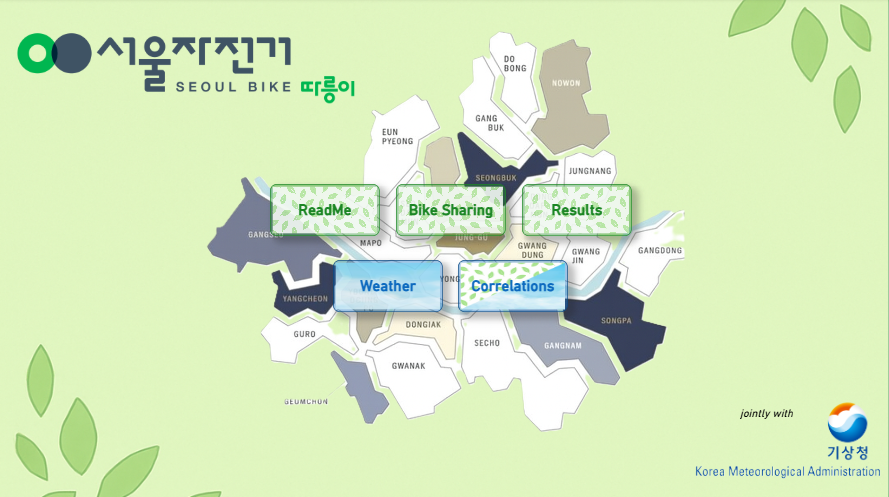 서울자전거
SEOUL BIKE 따릉이
DO
BONG
NOWON
GANG
BUK
EUN
PYEONG
SEONGBUK
JUNGNANG
ReadMe
Bike Sharing
Results
GANGSEO
MAPO
JUNG-GU
GWANG
DUNG
GWANG
JIN
GANGDONG
YONG
Weather
Correlations
YANGCHEON
SONGPA
GURO
DONGJAK
SECHO
GANGNAM
GWANAK
GEUMCHON
jointly with
기상청
Korea Meteorological Administration